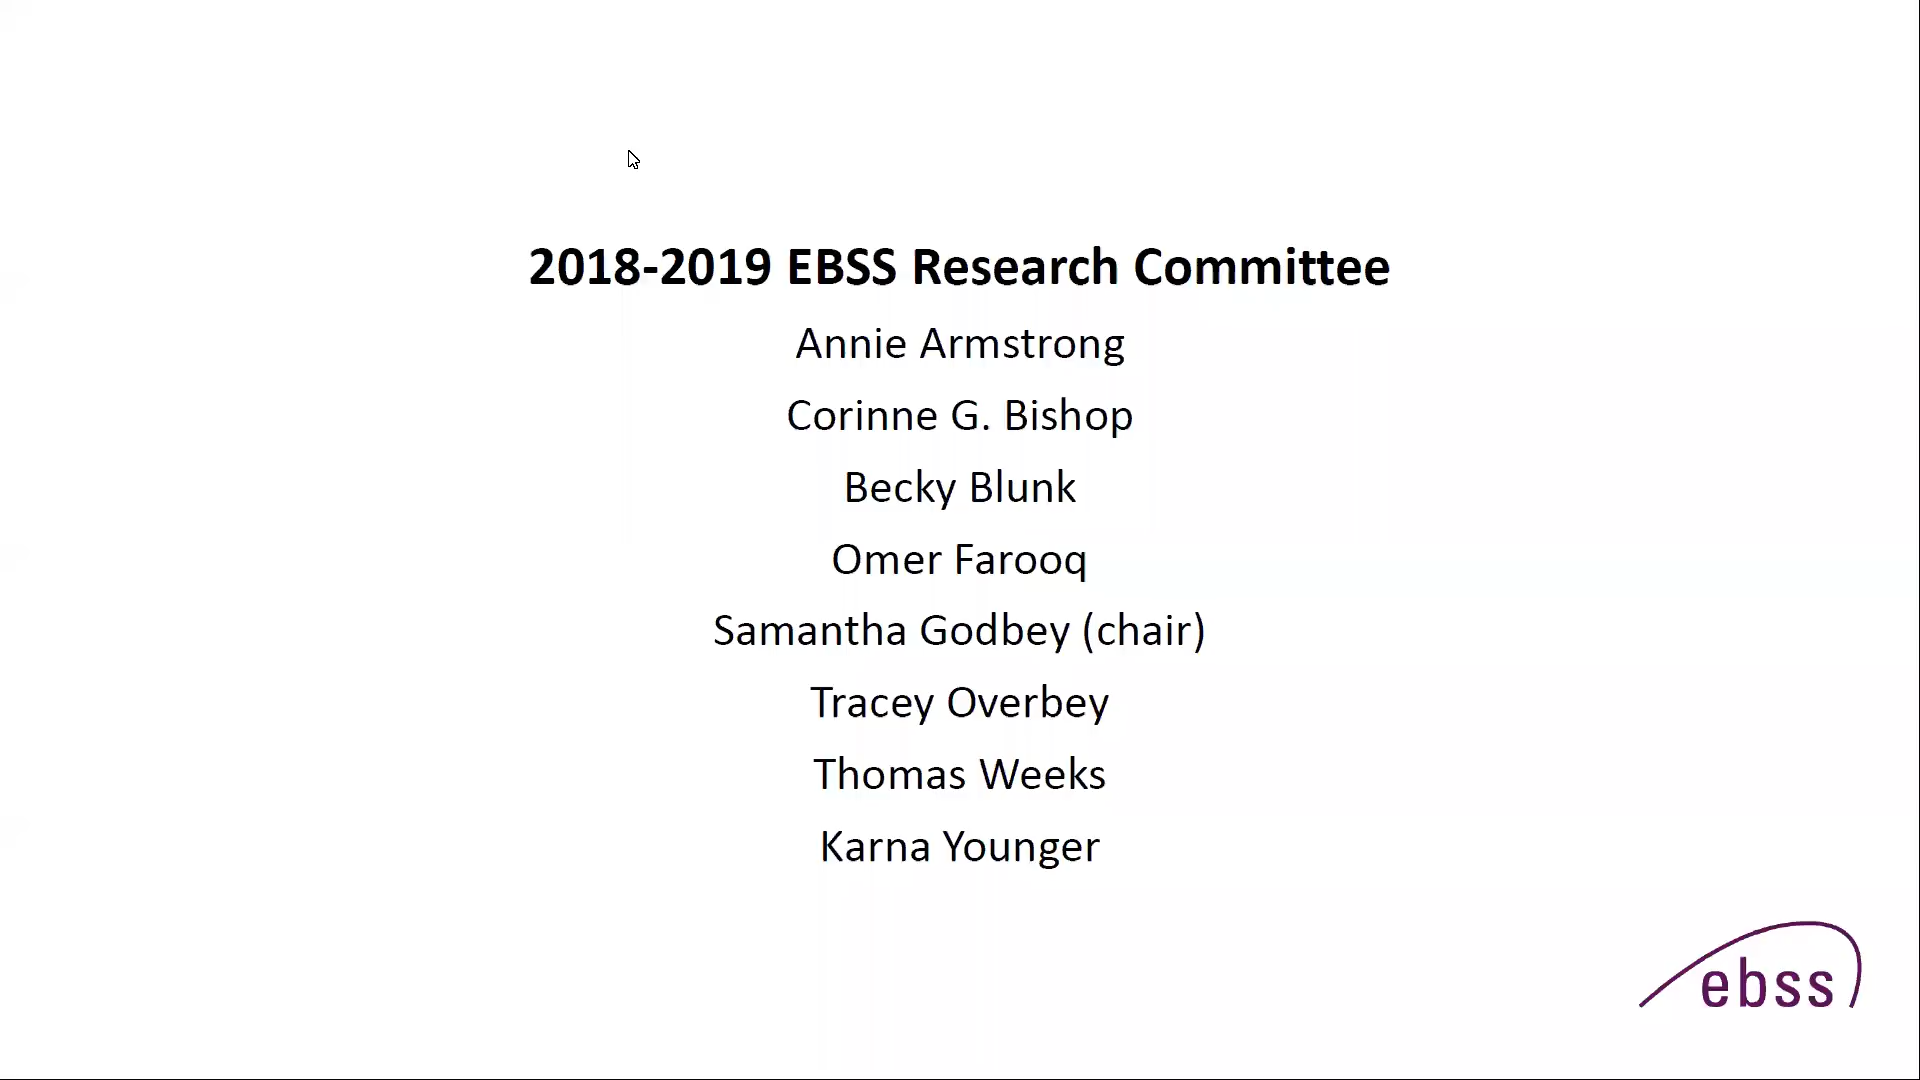 2018-2019 EBSS Research Committee
Annie Armstrong
Corinne G. Bishop
Becky Blunk
Omer Farooq
Samantha Godbey (chair)
Tracey Overbey
Thomas Weeks
Karna Younger
ebss